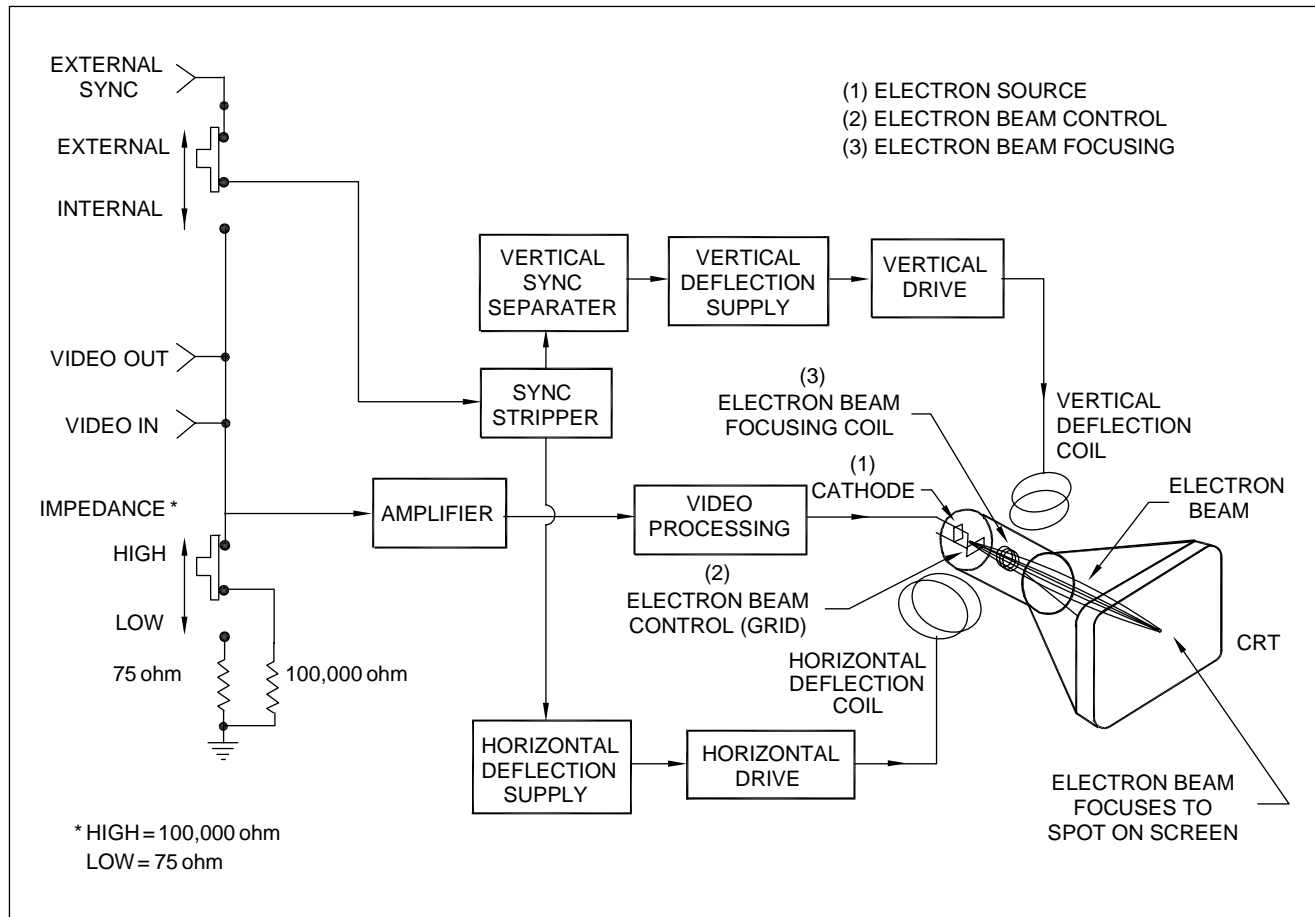 EXTERNAL
SYNC
EXTERNAL
INTERNAL
VIDEO OUT
VIDEO IN
IMPEDANCE *
HIGH
LOW
75 ohm
100,000 ohm
* HIGH = 100,000 ohm
LOW = 75 ohm
(1) ELECTRON SOURCE
(2) ELECTRON BEAM CONTROL
(3) ELECTRON BEAM FOCUSING
VERTICAL
SYNC
SEPARATER
VERTICAL
DEFLECTION
SUPPLY
VERTICAL
DRIVE
SYNC
STRIPPER
(3)
ELECTRON BEAM
FOCUSING COIL
VERTICAL
DEFLECTION
COIL
(1)
CATHODE
AMPLIFIER
VIDEO
PROCESSING
ELECTRON
BEAM
(2)
ELECTRON BEAM
CONTROL (GRID)
HORIZONTAL
DEFLECTION
COIL
CRT
HORIZONTAL
DEFLECTION
SUPPLY
HORIZONTAL
DRIVE
ELECTRON BEAM
FOCUSES TO
SPOT ON SCREEN